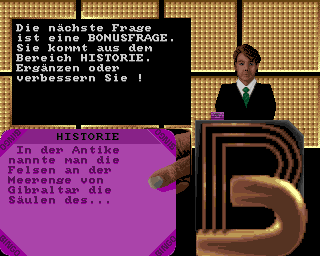 Die nächste Frage
ist eine BONUSFRAGE.
Sie kommt aus dem
Bereich HISTORIE.
Ergänzen oder
verbessern Sie !
HISTORIE
In der Antike
nannte man die
Felsen an der
Meerenge von
Gibraltar die
Säulen des...
B